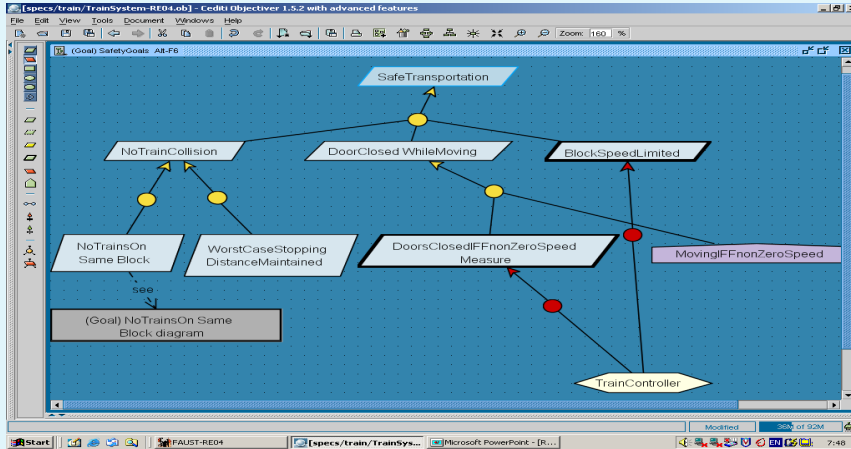 [specs/train/TrainSystem-RE04.ob] - Cediti Objectiver 1.5.2 with advanced features
File Edit View Tools Document Windows Help
Zoom: 160 %
(Goal) SafetyGoals Alt-F6
SafeTransportation
NoTrainCollision
DoorClosed WhileMoving
BlockSpeedLimited
NoTrainsOn
Same Block
WorstCaseStopping
DistanceMaintained
DoorsClosedIFFnonZeroSpeed
Measure
MovingIFFnonZeroSpeed
see
(Goal) NoTrainsOn Same
Block diagram
TrainController
Modified 36M of 92M
Start FAUST-RE04 [specs/train/TrainSys... Microsoft PowerPoint - [R... EN 7:48